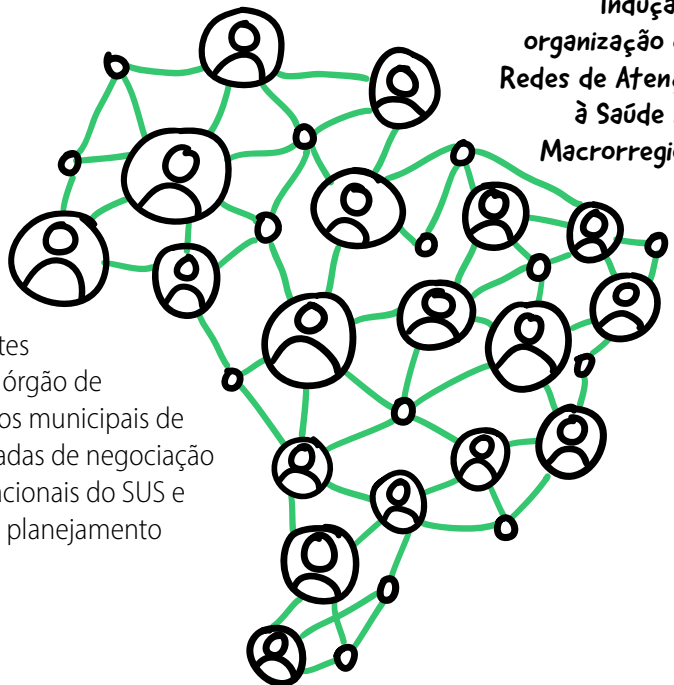 Indução
organização
Redes de Aten
à Saúde
Macrorregi
tes
órgão de
os municipais de
adas de negociação
acionais do SUS e
planejamento